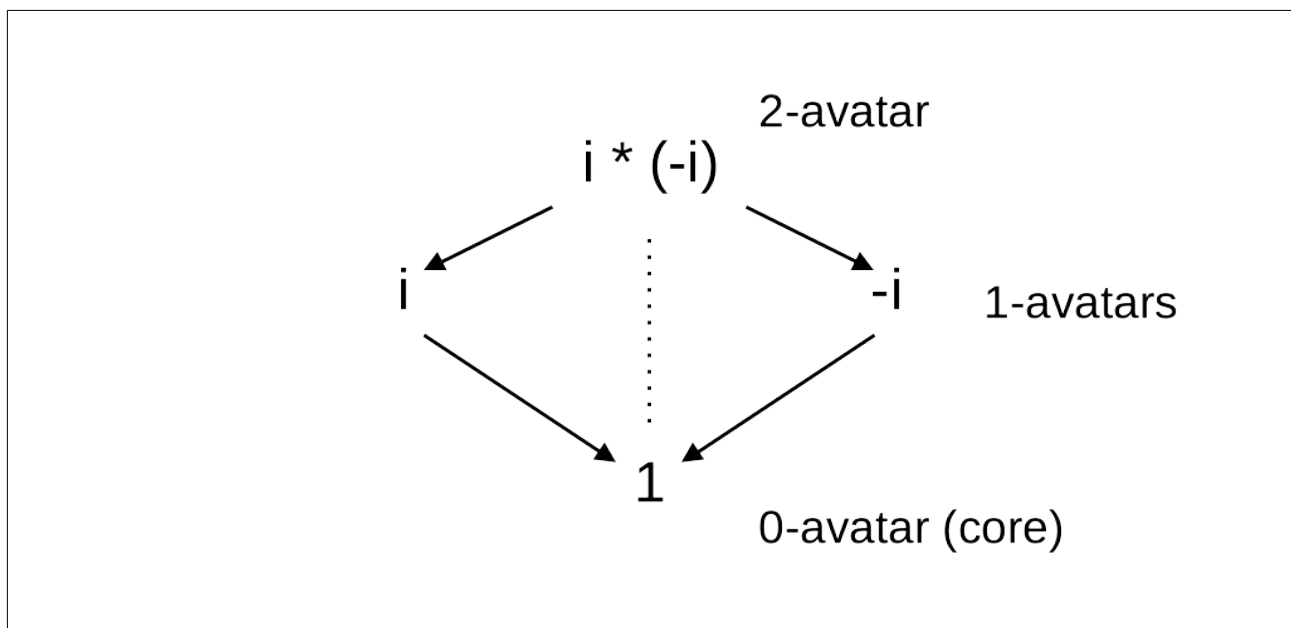 2-avatar
i * (-i)
i
-i
1-avatars
1
0-avatar (core)